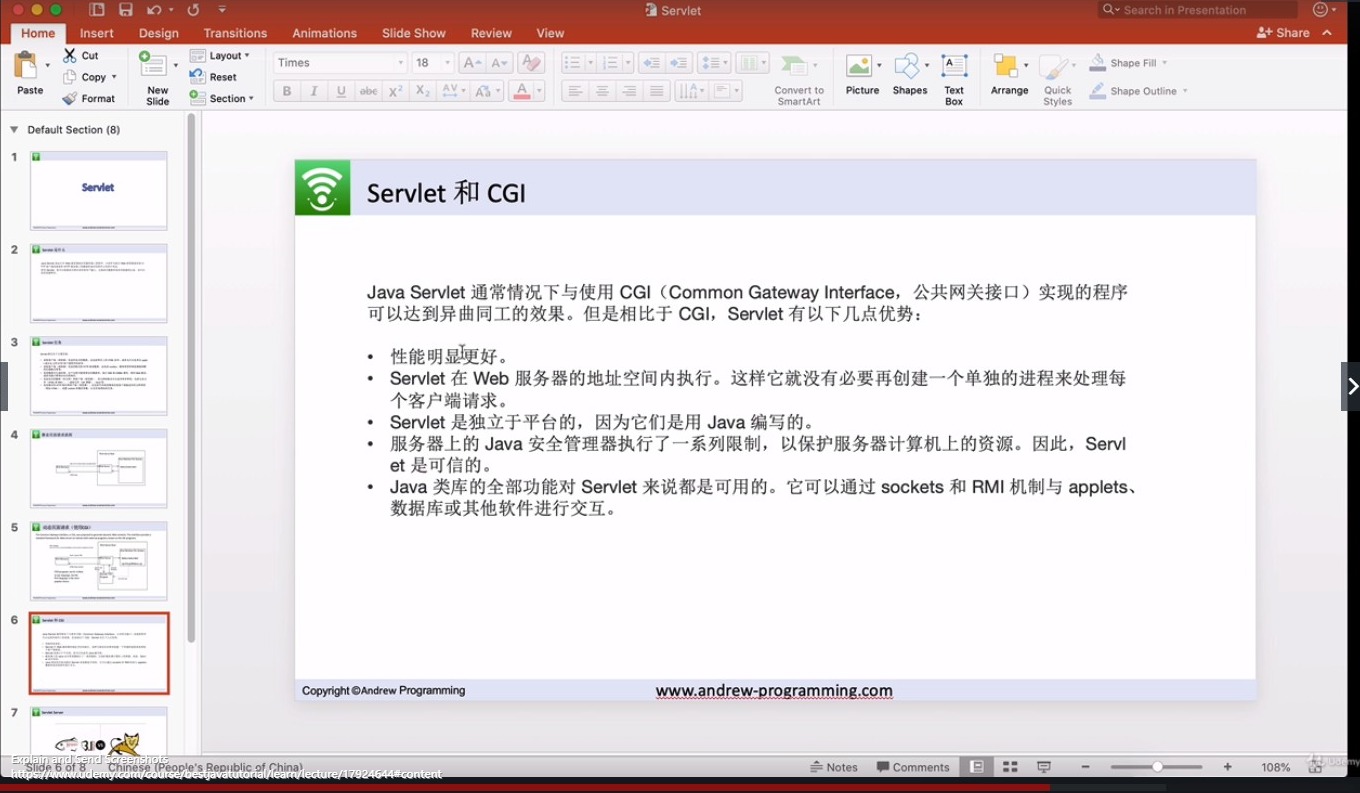 Servlet
Search in Presentation
Home Insert Design Transitions Animations Slide Show Review View
Share
Paste
Cut
Copy
Format
New Slide
Layout
Reset
Section
Times 18
B I U abc X² X₂ AV Aa A
Convert to SmartArt
Picture
Shapes
Text Box
Arrange
Quick Styles
Shape Fill
Shape Outline
Default Section (8)
1
Servlet
2
3
4
5
6
Servlet 和 CGI
7
Servlet Server
Servlet 和 CGI
Java Servlet 通常情况下与使用 CGI（Common Gateway Interface，公共网关接口）实现的程序
可以达到异曲同工的效果。但是相比于 CGI，Servlet 有以下几点优势：
• 性能明显更好。
• Servlet 在 Web 服务器的地址空间内执行。这样它就没有必要再创建一个单独的进程来处理每
个客户端请求。
• Servlet 是独立于平台的，因为它们是用 Java 编写的。
• 服务器上的 Java 安全管理器执行了一系列限制，以保护服务器计算机上的资源。因此，Servl
et 是可信的。
• Java 类库的全部功能对 Servlet 来说都是可用的。它可以通过 sockets 和 RMI 机制与 applets、
数据库或其他软件进行交互。
Copyright ©Andrew Programming
www.andrew-programming.com
Explain and Send Screenshots
Slide 6 of 8 Chinese (People's Republic of China)
https://www.udemy.com/course/bestjavatutorial/learn/lecture/17924644#content
Notes
Comments
108%
Udemy